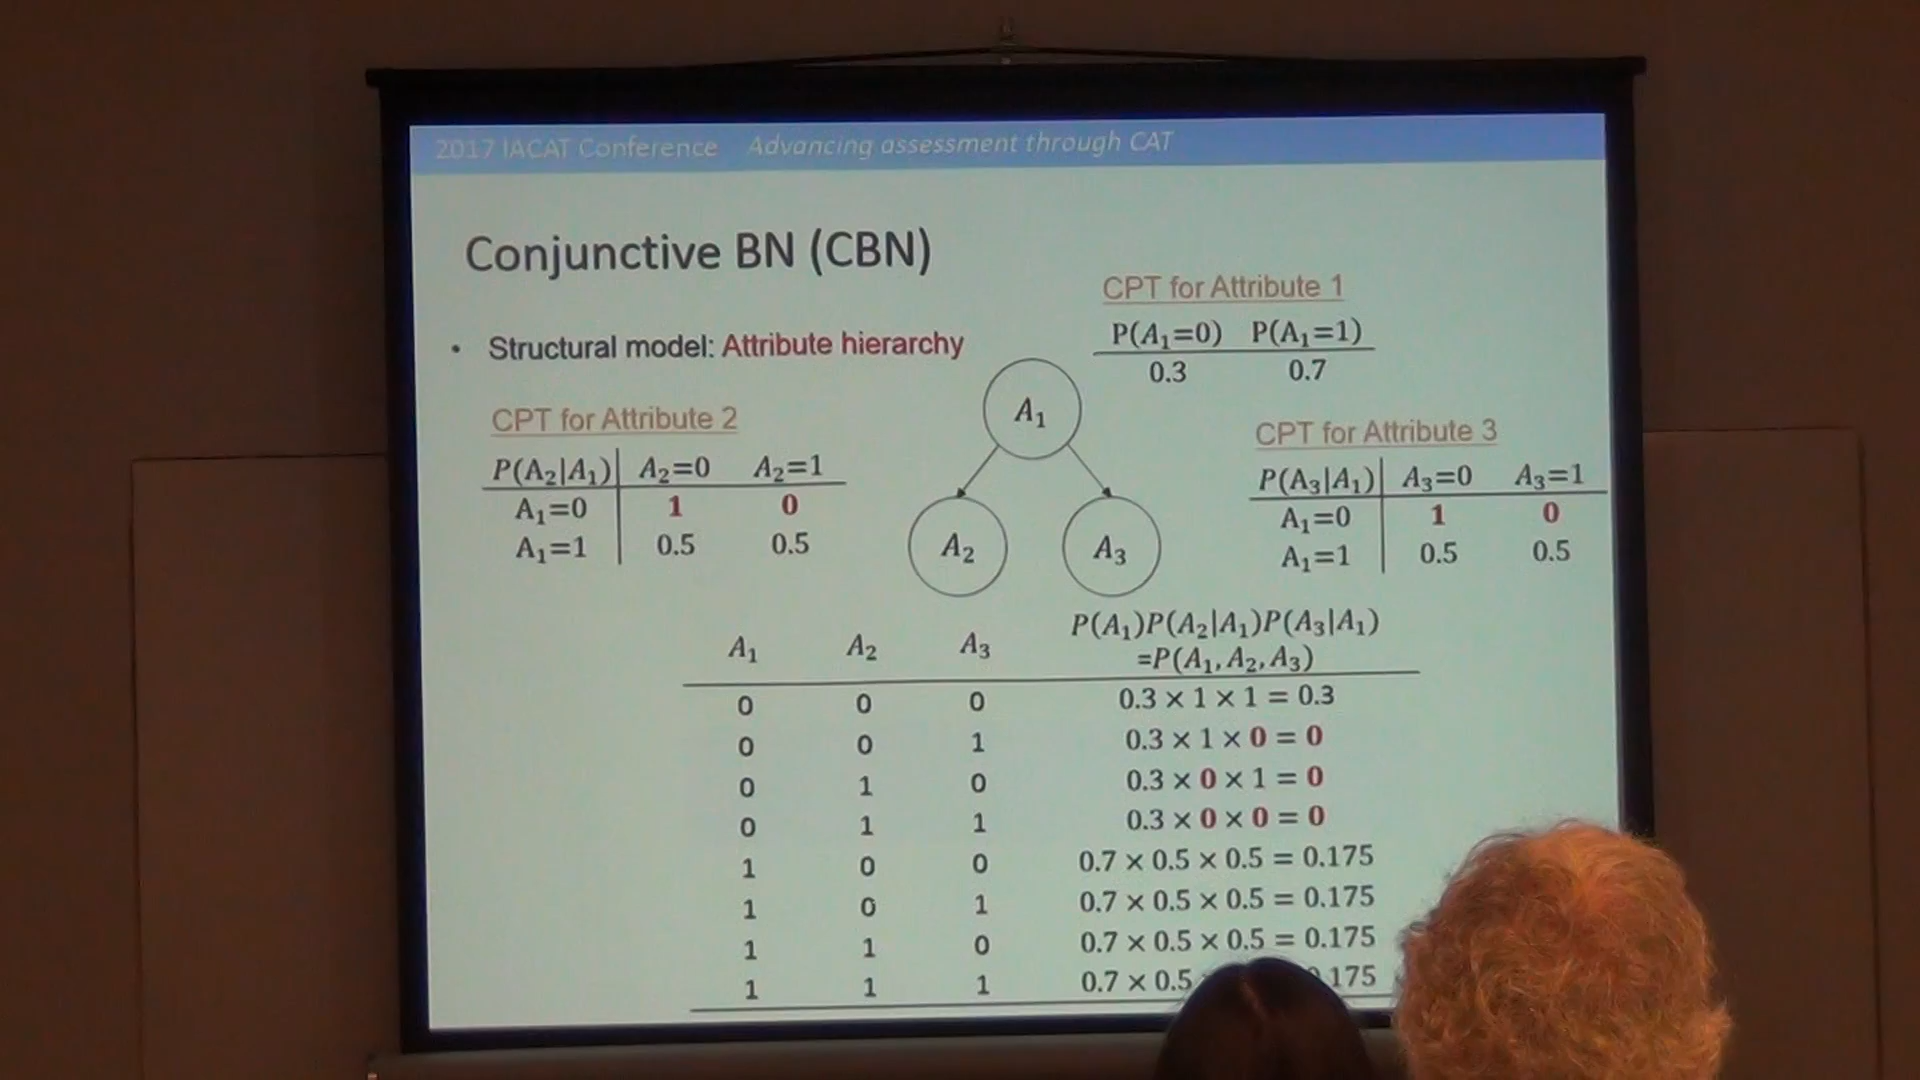 2017 IACAT Conference Advancing assessment through CAT
Conjunctive BN (CBN)
• Structural model: Attribute hierarchy
CPT for Attribute 1
P(A₁=0) P(A₁=1)
0.3 0.7
CPT for Attribute 2
P(A₂|A₁) A₂=0 A₂=1
A₁=0 1 0
A₁=1 0.5 0.5
A₁
A₂
A₃
CPT for Attribute 3
P(A₃|A₁) A₃=0 A₃=1
A₁=0 1 0
A₁=1 0.5 0.5
A₁ A₂ A₃ P(A₁)P(A₂|A₁)P(A₃|A₁)
=P(A₁, A₂, A₃)
0 0 0 0.3 × 1 × 1 = 0.3
0 0 1 0.3 × 1 × 0 = 0
0 1 0 0.3 × 0 × 1 = 0
0 1 1 0.3 × 0 × 0 = 0
1 0 0 0.7 × 0.5 × 0.5 = 0.175
1 0 1 0.7 × 0.5 × 0.5 = 0.175
1 1 0 0.7 × 0.5 × 0.5 = 0.175
1 1 1 0.7 × 0.5 175